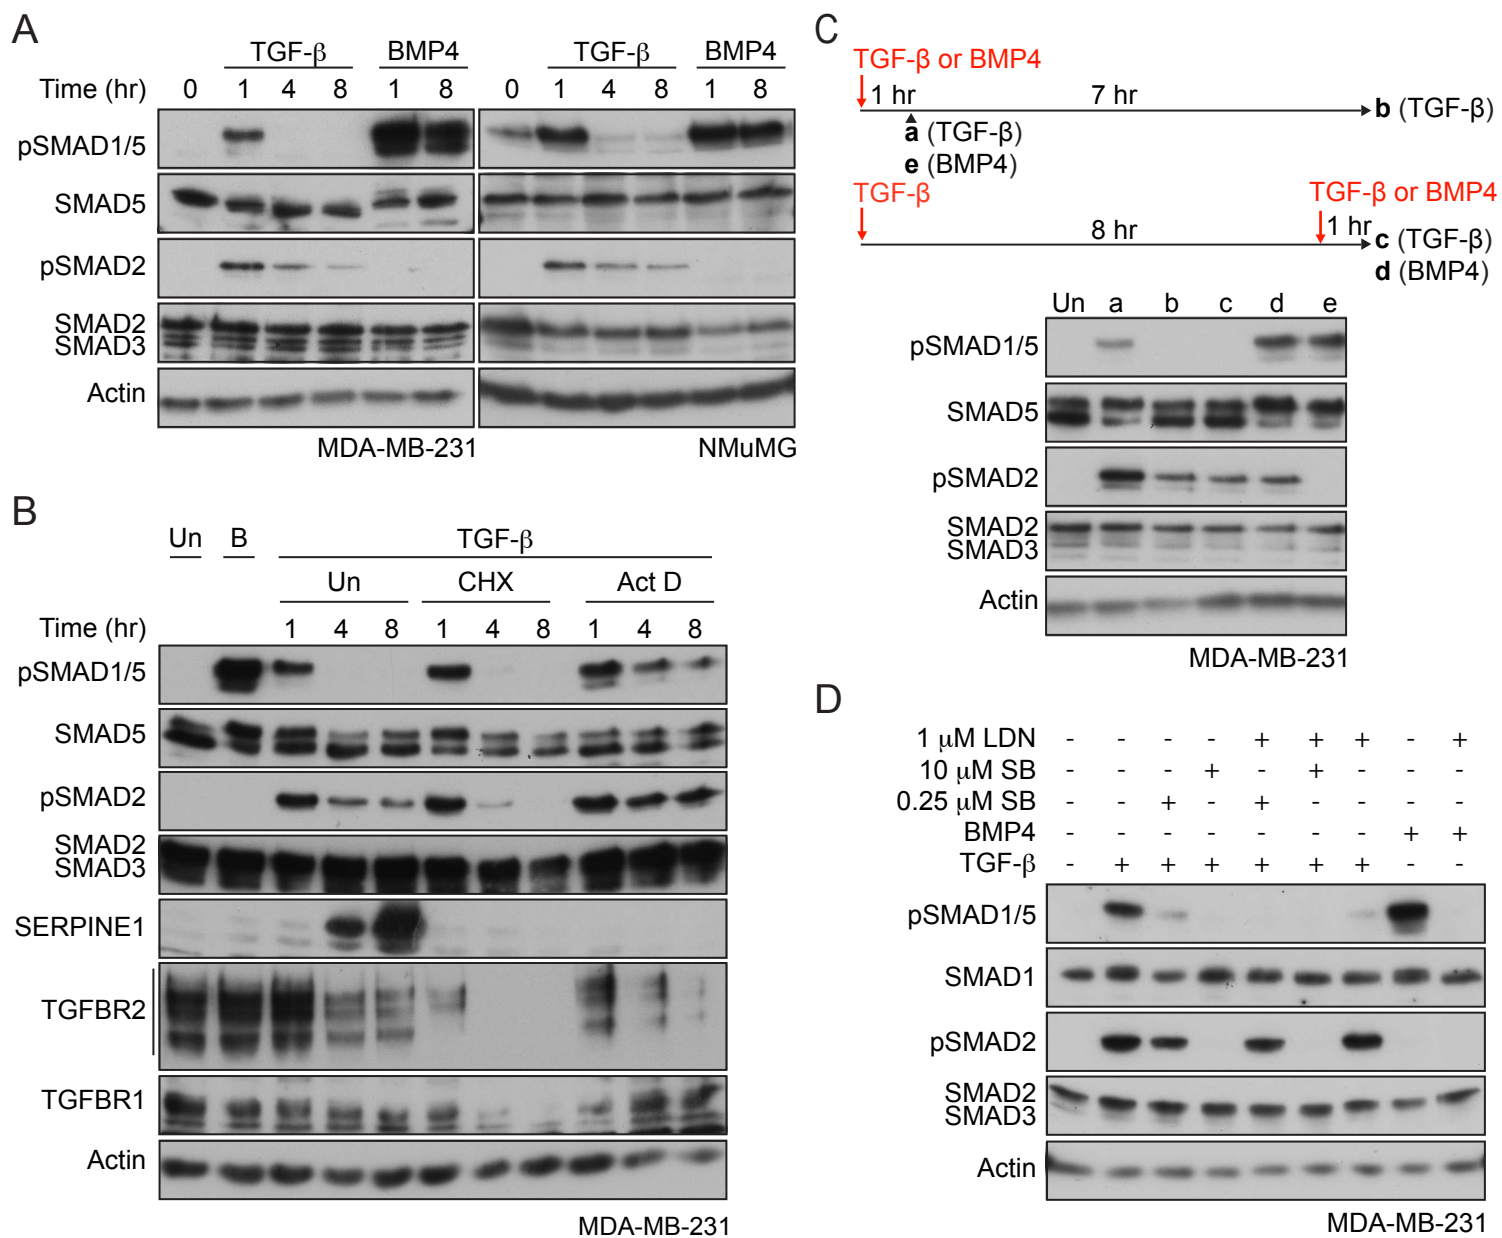 A
TGF-β BMP4 TGF-β BMP4
Time (hr) 0 1 4 8 1 8 0 1 4 8 1 8
pSMAD1/5
SMAD5
pSMAD2
SMAD2
SMAD3
Actin
MDA-MB-231 NMuMG
B
Un B TGF-β
Un CHX Act D
Time (hr) 1 4 8 1 4 8 1 4 8
pSMAD1/5
SMAD5
pSMAD2
SMAD2
SMAD3
SERPINE1
TGFBR2
TGFBR1
Actin
MDA-MB-231
C
TGF-β or BMP4
1 hr 7 hr
b (TGF-β)
a (TGF-β)
e (BMP4)
TGF-β TGF-β or BMP4
8 hr 1 hr
c (TGF-β)
d (BMP4)
Un a b c d e
pSMAD1/5
SMAD5
pSMAD2
SMAD2
SMAD3
Actin
MDA-MB-231
D
1 μM LDN - - - - + + + - +
10 μM SB - - - + - + - - -
0.25 μM SB - - + - + - - - -
BMP4 - - - - - - - + +
TGF-β - + + + + + + - -
pSMAD1/5
SMAD1
pSMAD2
SMAD2
SMAD3
Actin
MDA-MB-231